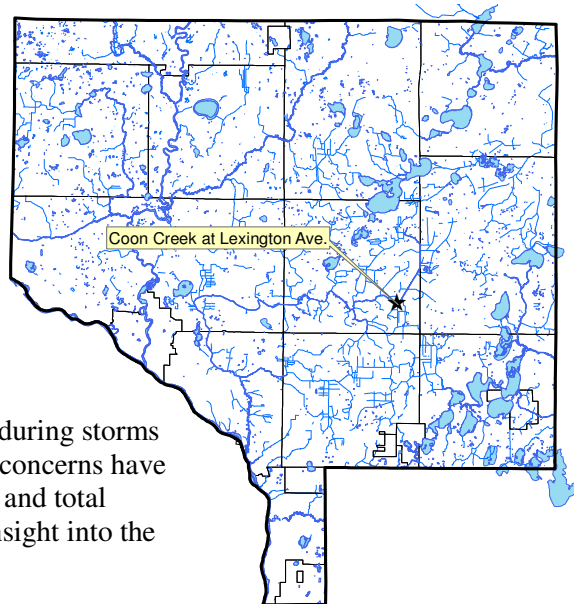 Coon Creek at Lexington Ave.
during storms
concerns have
and total
nsight into the